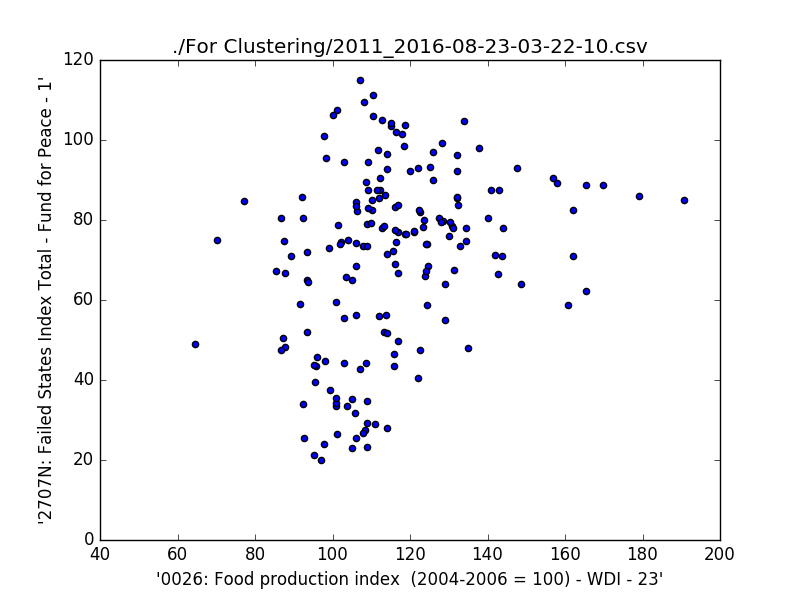 ./For Clustering/2011_2016-08-23-03-22-10.csv
120
100
80
60
40
20
0
'2707N: Failed States Index Total - Fund for Peace - 1'
40 60 80 100 120 140 160 180 200
'0026: Food production index  (2004-2006 = 100) - WDI - 23'